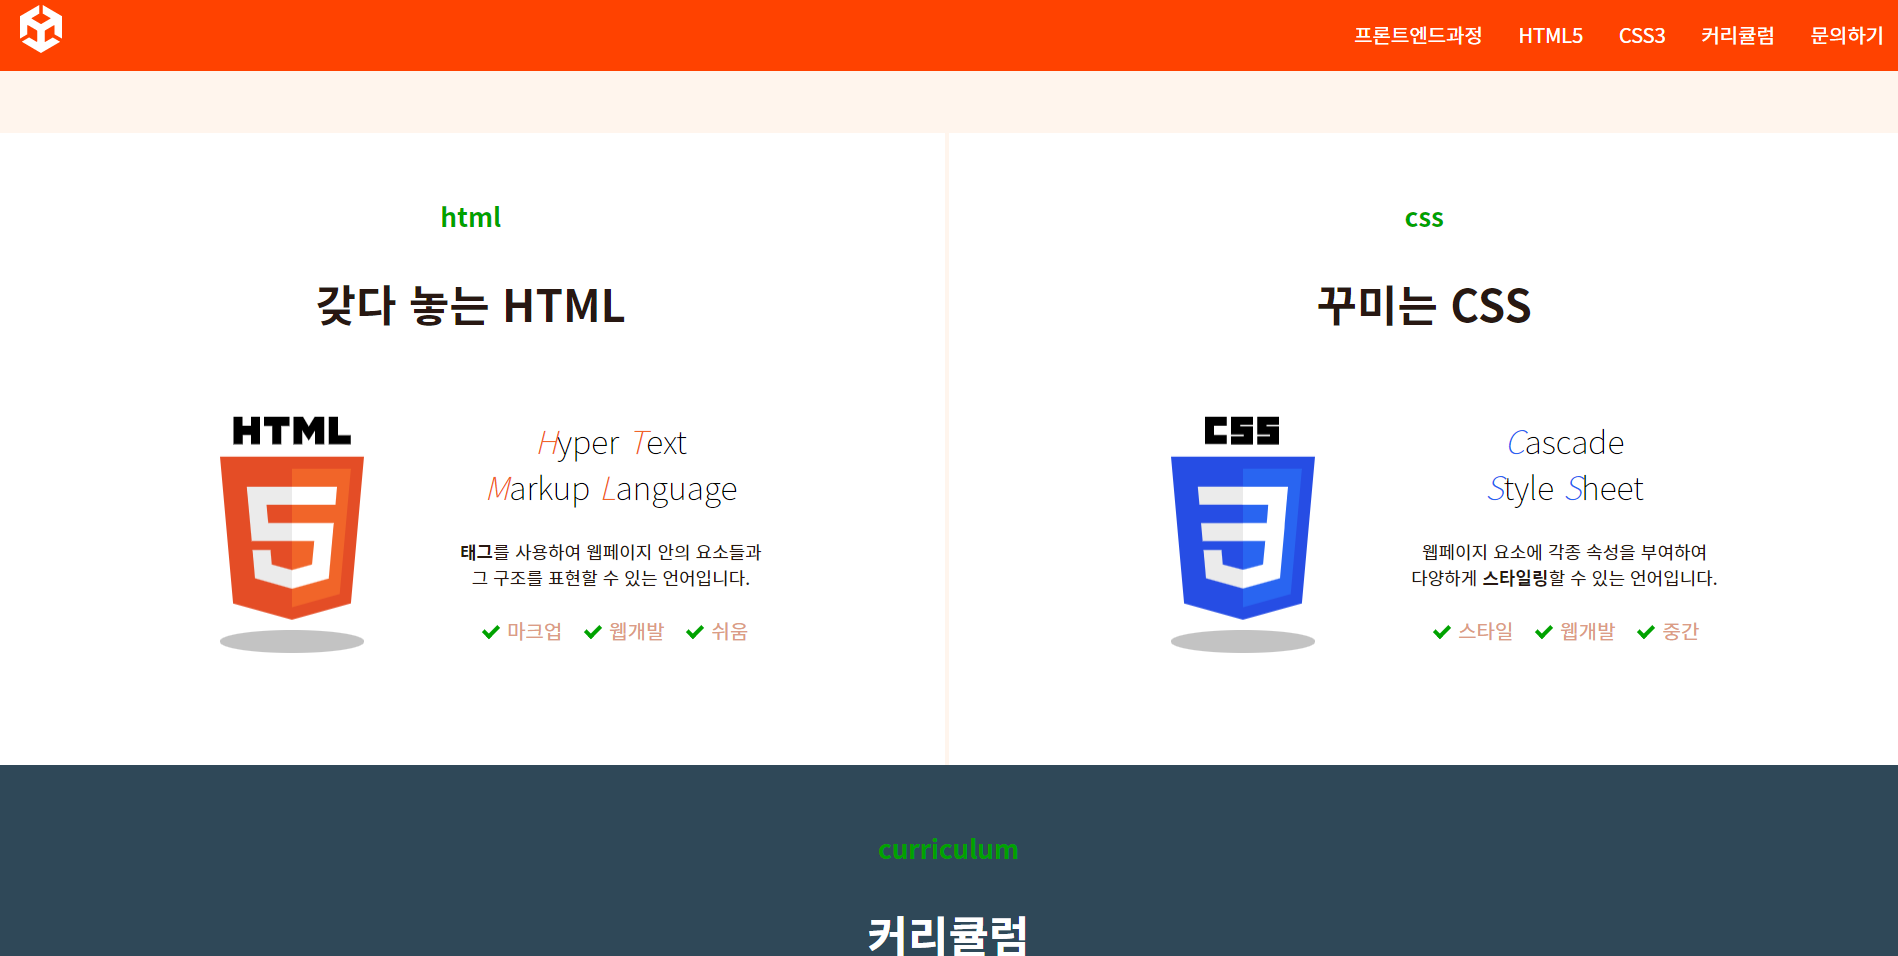 프론트엔드과정 HTML5 CSS3 커리큘럼 문의하기
html
갖다 놓는 HTML
HTML
5
Hyper Text
Markup Language
태그를 사용하여 웹페이지 안의 요소들과
그 구조를 표현할 수 있는 언어입니다.
마크업 웹개발 쉬움
css
꾸미는 CSS
CSS
3
Cascade
Style Sheet
웹페이지 요소에 각종 속성을 부여하여
다양하게 스타일링할 수 있는 언어입니다.
스타일 웹개발 중간
curriculum
커리큘럼